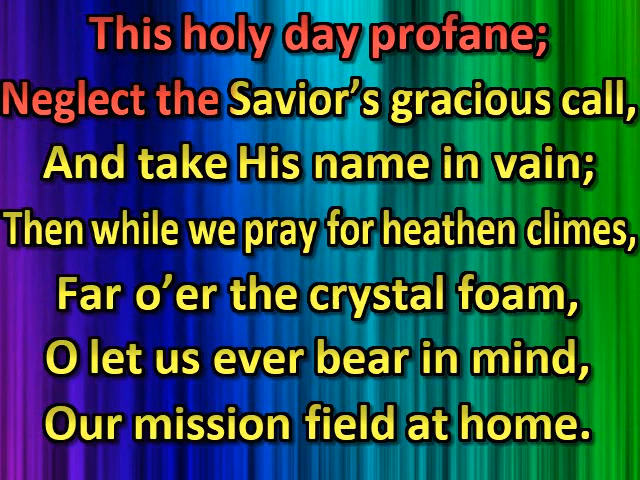 This holy day profane;
Neglect the Savior’s gracious call,
And take His name in vain;
Then while we pray for heathen climes,
Far o’er the crystal foam,
O let us ever bear in mind,
Our mission field at home.